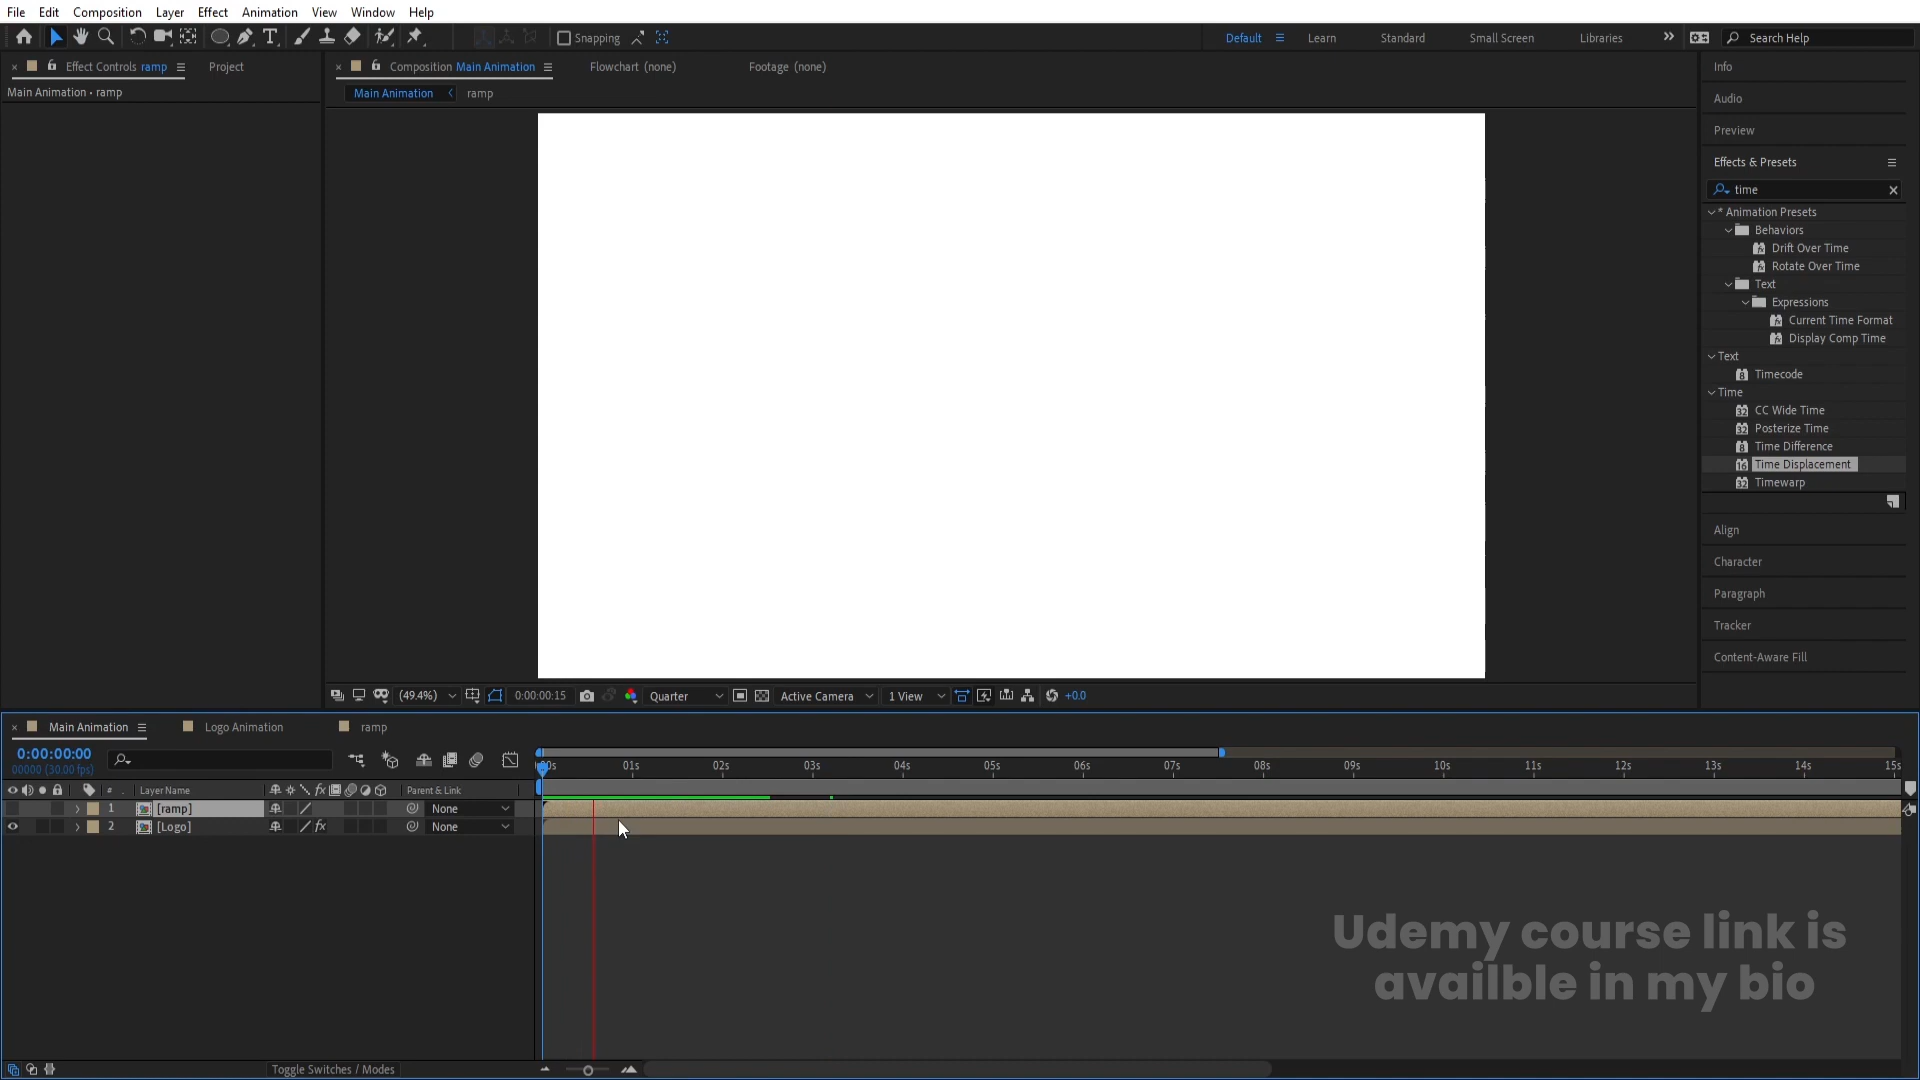 File Edit Composition Layer Effect Animation View Window Help
Snapping Default Learn Standard Small Screen Libraries Search Help
Effect Controls ramp Project
Composition Main Animation Flowchart (none) Footage (none)
Main Animation • ramp
Main Animation ramp
Info
Audio
Preview
Effects & Presets
time
* Animation Presets
Behaviors
Drift Over Time
Rotate Over Time
Text
Expressions
Current Time Format
Display Comp Time
Text
Timecode
Time
CC Wide Time
Posterize Time
Time Difference
Time Displacement
Timewarp
Align
Character
Paragraph
Tracker
Content-Aware Fill
(49.4%) 0:00:00:15 Quarter Active Camera 1 View +0.0
Main Animation Logo Animation ramp
0:00:00:00
00000 (30.00 fps)
01s 02s 03s 04s 05s 06s 07s 08s 09s 10s 11s 12s 13s 14s 15s
# Layer Name fx Parent & Link
1 [ramp] None
2 [Logo] fx None
Udemy course link is
availble in my bio
Toggle Switches / Modes